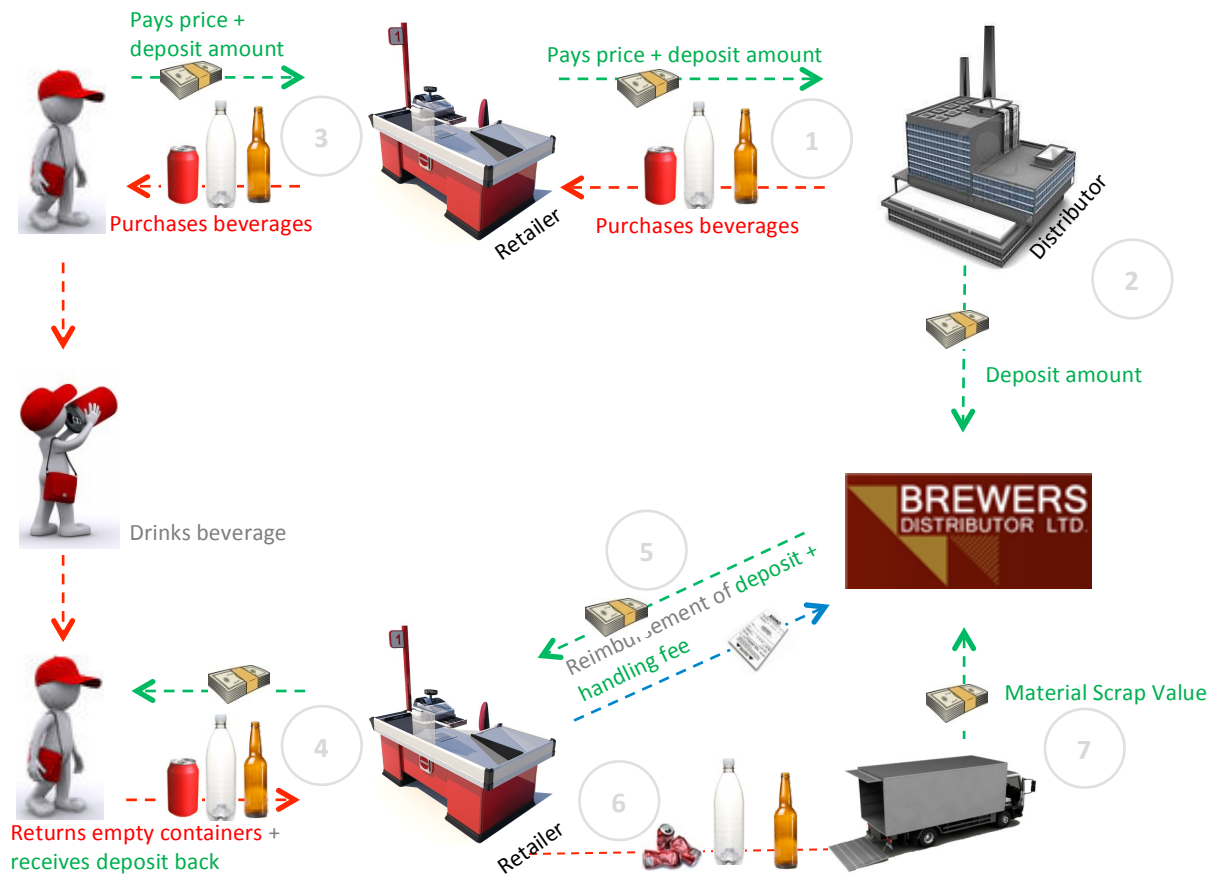 Pays price +
deposit amount
Pays price + deposit amount
1
3
1
Purchases beverages
Retailer
Purchases beverages
Distributor
2
Deposit amount
BREWERS
DISTRIBUTOR LTD.
Drinks beverage
5
Reimbursement of deposit +
handling fee
1
4
Material Scrap Value
7
6
Returns empty containers +
receives deposit back
Retailer